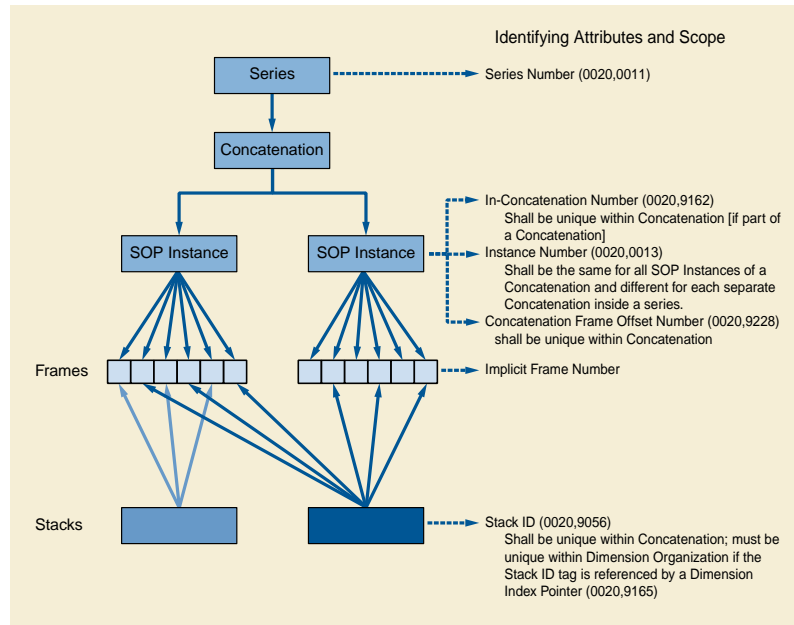 Identifying Attributes and Scope
Series
Series Number (0020,0011)
Concatenation
In-Concatenation Number (0020,9162)
Shall be unique within Concatenation [if part of
a Concatenation]
SOP Instance
SOP Instance
Instance Number (0020,0013)
Shall be the same for all SOP Instances of a
Concatenation and different for each separate
Concatenation inside a series.
Concatenation Frame Offset Number (0020,9228)
shall be unique within Concatenation
Frames
Implicit Frame Number
Stacks
Stack ID (0020,9056)
Shall be unique within Concatenation; must be
unique within Dimension Organization if the
Stack ID tag is referenced by a Dimension
Index Pointer (0020,9165)